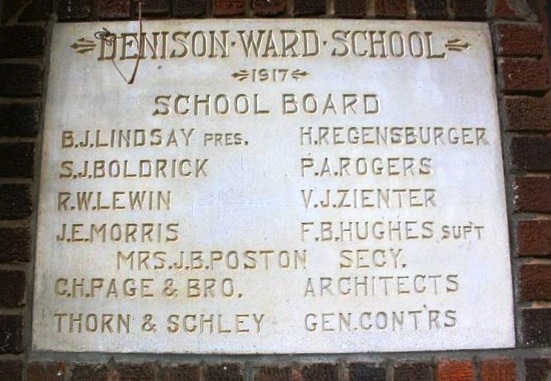 DENISON·WARD·SCHOOL
1917
SCHOOL BOARD
B.J.LINDSAY PRES. H.REGENSBURGER
S.J.BOLDRICK P.A.ROGERS
R.W.LEWIN V.J.ZIENTER
J.E.MORRIS F.B.HUGHES SUP'T
MRS.J.B.POSTON SECY.
C.H.PAGE & BRO. ARCHITECTS
THORN & SCHLEY GEN.CONT'RS